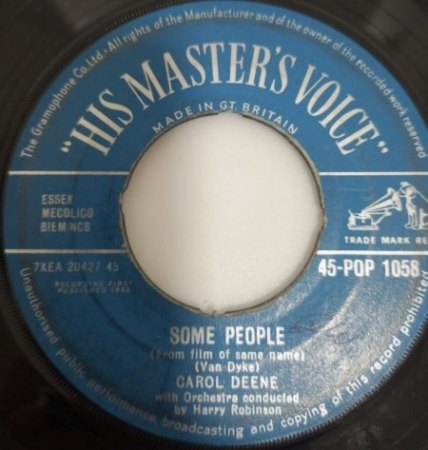 The Gramophone Co. Ltd. · All rights of the Manufacturer and of the owner of the recorded work reserved
"HIS MASTER'S VOICE"
MADE IN GT. BRITAIN
ESSEX
MECOLICO
BIEM NCB
TRADE MARK RE
7XEA 20427 45
45-POP 1058
RECORDING FIRST
PUBLISHED 1962
SOME PEOPLE
(From film of same name)
(Van Dyke)
CAROL DEENE
with Orchestra conducted
by Harry Robinson
Unauthorised public performance broadcasting and copying of this record prohibited